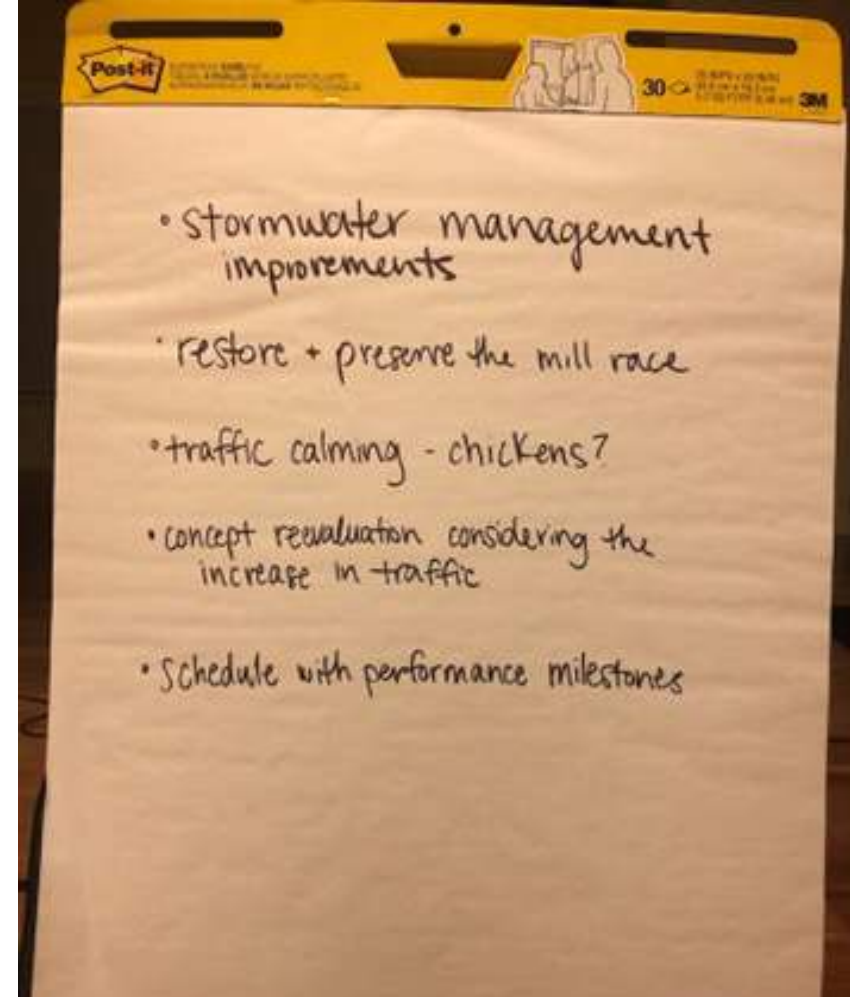 Post-it
30
3M
• stormwater management
improvements
• restore + preserve the mill race
• traffic calming - chickens?
• concept reevaluation considering the
increase in traffic
• Schedule with performance milestones